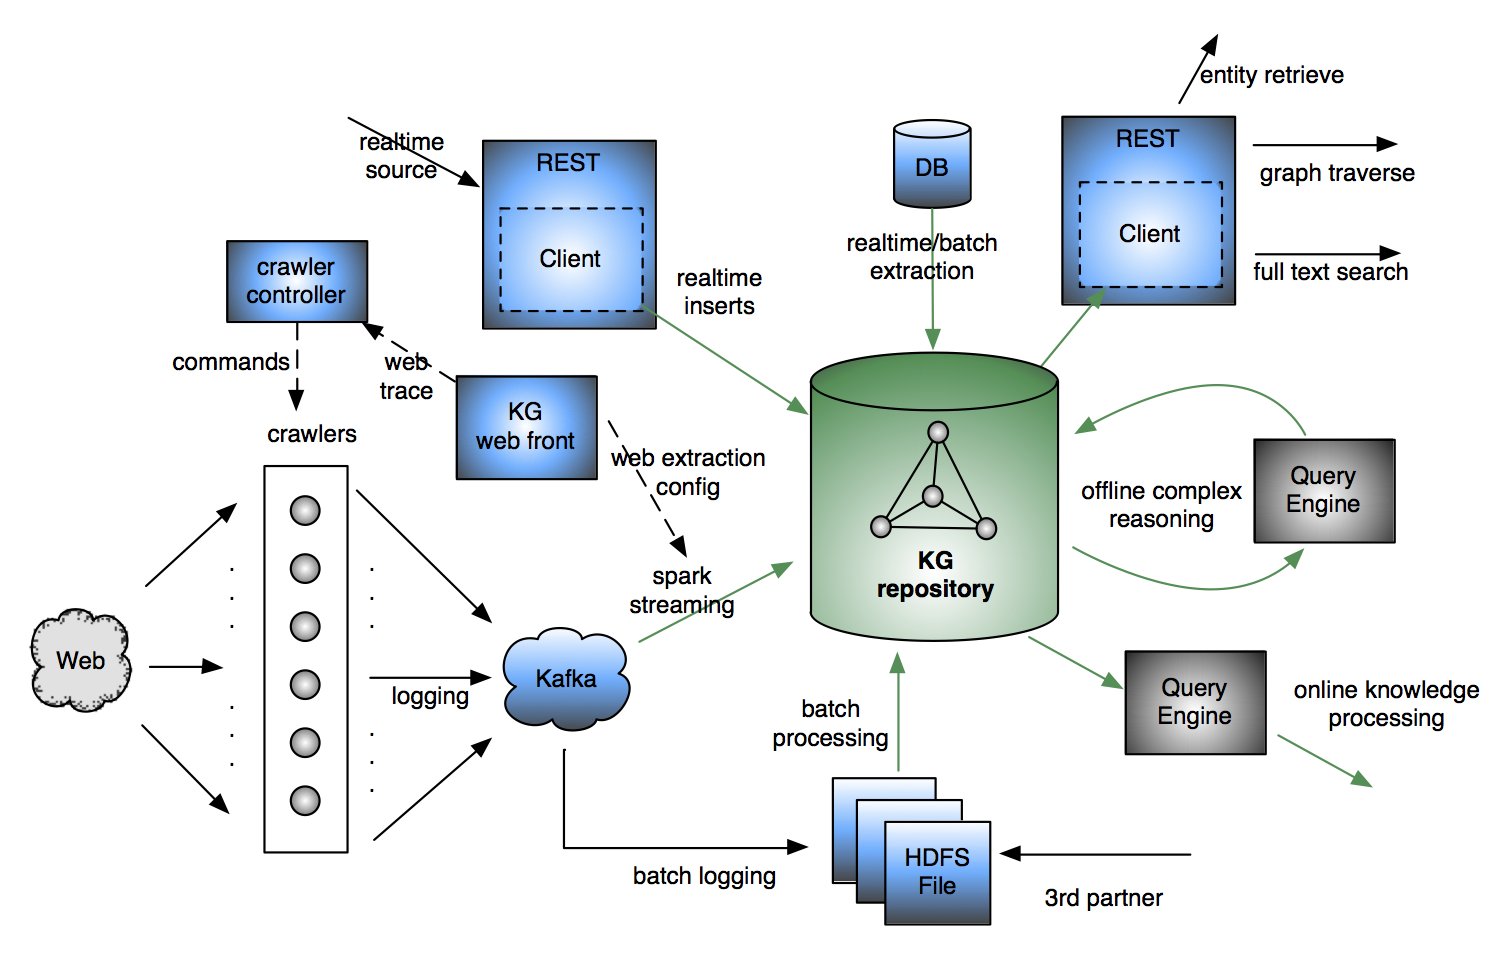 entity retrieve
realtime
source
REST
Client
DB
REST
Client
graph traverse
full text search
realtime/batch
extraction
crawler
controller
realtime
inserts
commands
web
trace
KG
web front
crawlers
web extraction
config
offline complex
reasoning
Query
Engine
KG
repository
spark
streaming
Web
Kafka
logging
Query
Engine
online knowledge
processing
batch
processing
HDFS
File
batch logging
3rd partner